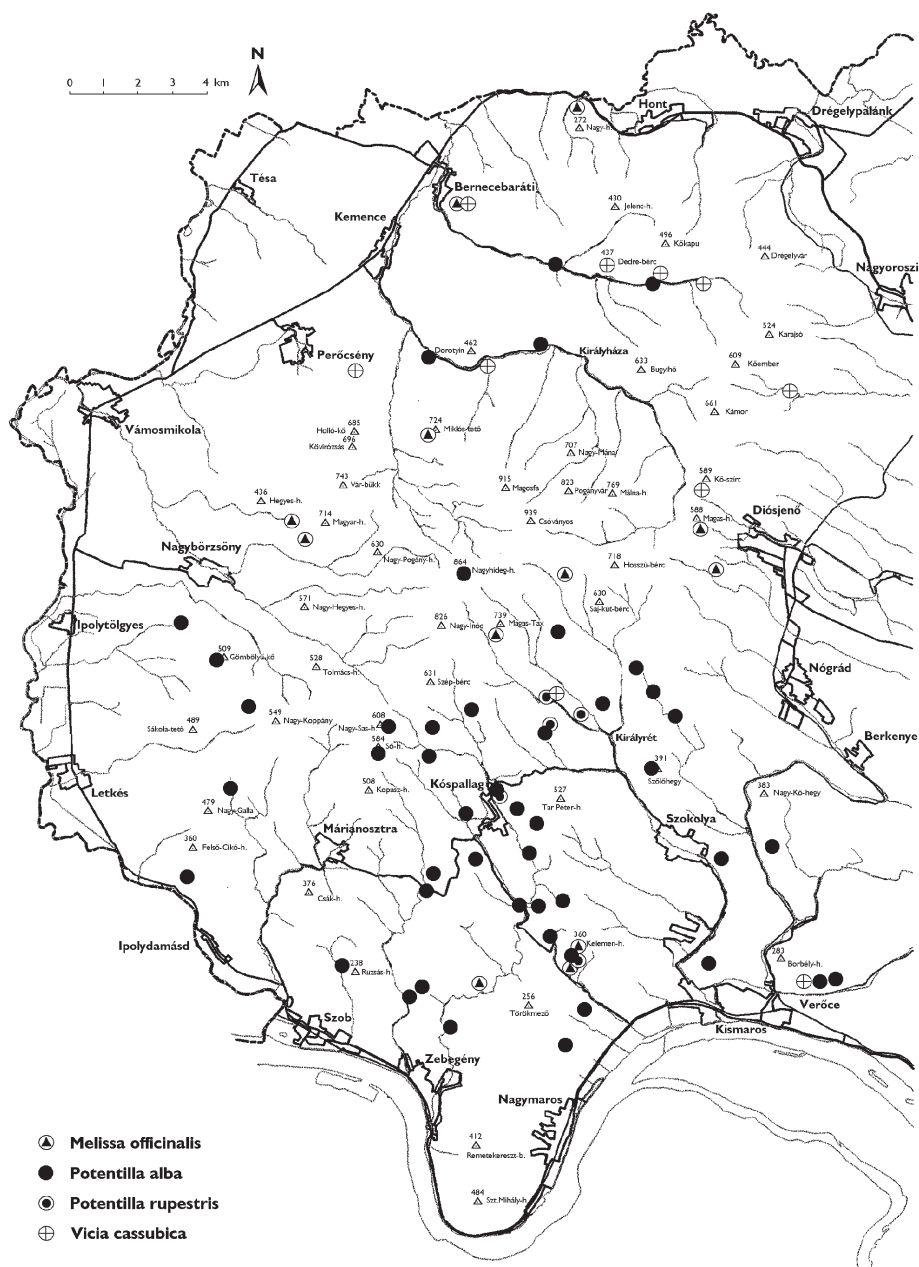 N
0 1 2 3 4 km
Hont
Drégelypalánk
272
Nagy-h.
Tésa
Bernecebaráti
Kemence
430
Jelenc-h.
496
Kőkapu
444
Drégelyvár
437
Dedre-bérc
Nagyoroszi
524
Karajsó
Perőcsény
Dorotyin
462
Királyháza
633
Bugyihó
609
Kőember
661
Kámor
Vámosmikola
Holló-kő
685
696
Kövirózsás
724
Miklós-tető
707
Nagy-Mána
743
Vár-bükk
915
Magosfa
823
Pogányvár
769
Málna-h.
589
Kő-szirt
436
Hegyes-h.
714
Magyar-h.
939
Csóványos
588
Magas-h.
Diósjenő
Nagybörzsöny
630
Nagy-Pogány-h.
864
Nagyhideg-h.
718
Hosszú-bérc
571
Nagy-Hegyes-h.
630
Saj-kút-bérc
Ipolytölgyes
826
Nagy-Inóc
739
Magas-Tax
509
Gömbölyű-kő
528
Tolmács-h.
631
Szép-bérc
Nógrád
489
Sákola-tető
549
Nagy-Koppány
608
Nagy-Sas-h.
584
Só-h.
Királyrét
Berkenye
391
Szőlőhegy
Letkés
508
Kopasz-h.
Kóspallag
527
Tar Péter-h.
383
Nagy-Kő-hegy
479
Nagy-Galla
Márianosztra
Szokolya
360
Felső-Cikó-h.
376
Csák-h.
Ipolydamásd
360
Kelemen-h.
238
Ruzsás-h.
283
Borbély-h.
256
Törökmező
Verőce
Szob
Kismaros
Zebegény
Nagymaros
412
Remetekereszt-b.
484
Szt.Mihály-h.
Melissa officinalis
Potentilla alba
Potentilla rupestris
Vicia cassubica